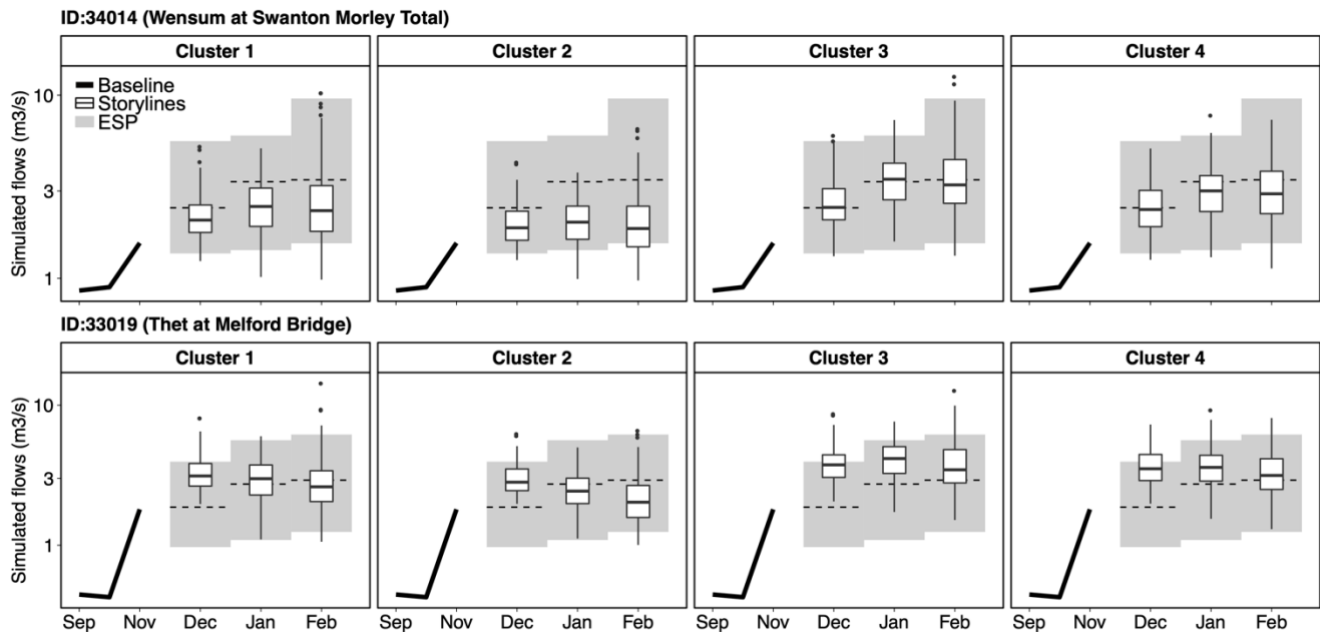 ID:34014 (Wensum at Swanton Morley Total)
Cluster 1 Cluster 2 Cluster 3 Cluster 4
Simulated flows (m3/s)
10
3
1
Baseline
Storylines
ESP
ID:33019 (Thet at Melford Bridge)
Cluster 1 Cluster 2 Cluster 3 Cluster 4
Simulated flows (m3/s)
10
3
1
Sep Nov Dec Jan Feb Sep Nov Dec Jan Feb Sep Nov Dec Jan Feb Sep Nov Dec Jan Feb